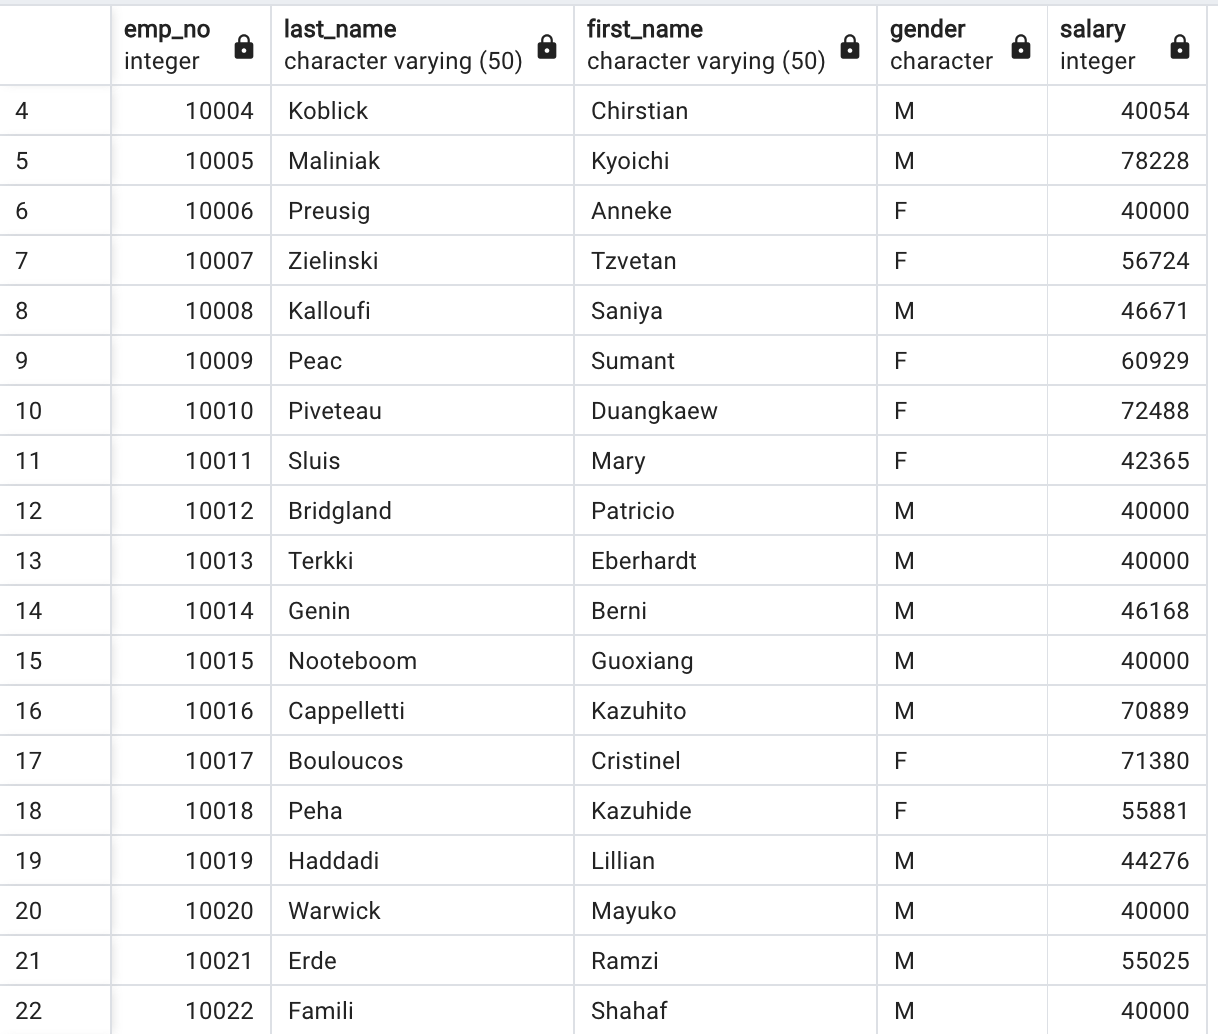 emp_no last_name first_name gender salary
integer character varying (50) character varying (50) character integer
4 10004 Koblick Chirstian M 40054
5 10005 Maliniak Kyoichi M 78228
6 10006 Preusig Anneke F 40000
7 10007 Zielinski Tzvetan F 56724
8 10008 Kalloufi Saniya M 46671
9 10009 Peac Sumant F 60929
10 10010 Piveteau Duangkaew F 72488
11 10011 Sluis Mary F 42365
12 10012 Bridgland Patricio M 40000
13 10013 Terkki Eberhardt M 40000
14 10014 Genin Berni M 46168
15 10015 Nooteboom Guoxiang M 40000
16 10016 Cappelletti Kazuhito M 70889
17 10017 Bouloucos Cristinel F 71380
18 10018 Peha Kazuhide F 55881
19 10019 Haddadi Lillian M 44276
20 10020 Warwick Mayuko M 40000
21 10021 Erde Ramzi M 55025
22 10022 Famili Shahaf M 40000